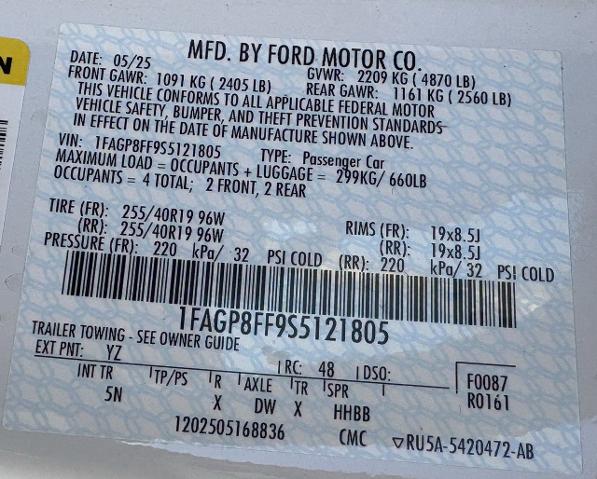 N
MFD. BY FORD MOTOR CO.
DATE: 05/25 GVWR: 2209 KG ( 4870 LB)
FRONT GAWR: 1091 KG ( 2405 LB) REAR GAWR: 1161 KG ( 2560 LB)
THIS VEHICLE CONFORMS TO ALL APPLICABLE FEDERAL MOTOR
VEHICLE SAFETY, BUMPER, AND THEFT PREVENTION STANDARDS
IN EFFECT ON THE DATE OF MANUFACTURE SHOWN ABOVE.
VIN: 1FAGP8FF9S5121805 TYPE: Passenger Car
MAXIMUM LOAD = OCCUPANTS + LUGGAGE = 299KG/ 660LB
OCCUPANTS = 4 TOTAL; 2 FRONT, 2 REAR
TIRE (FR): 255/40R19 96W RIMS (FR): 19x8.5J
(RR): 255/40R19 96W (RR): 19x8.5J
PRESSURE (FR): 220 kPa/ 32 PSI COLD (RR): 220 kPa/ 32 PSI COLD
1FAGP8FF9S5121805
TRAILER TOWING - SEE OWNER GUIDE
EXT PNT: YZ RC: 48 DSO: F0087
INT TR TP/PS R AXLE TR SPR R0161
5N X DW X HHBB
1202505168836 CMC ▽RU5A-5420472-AB